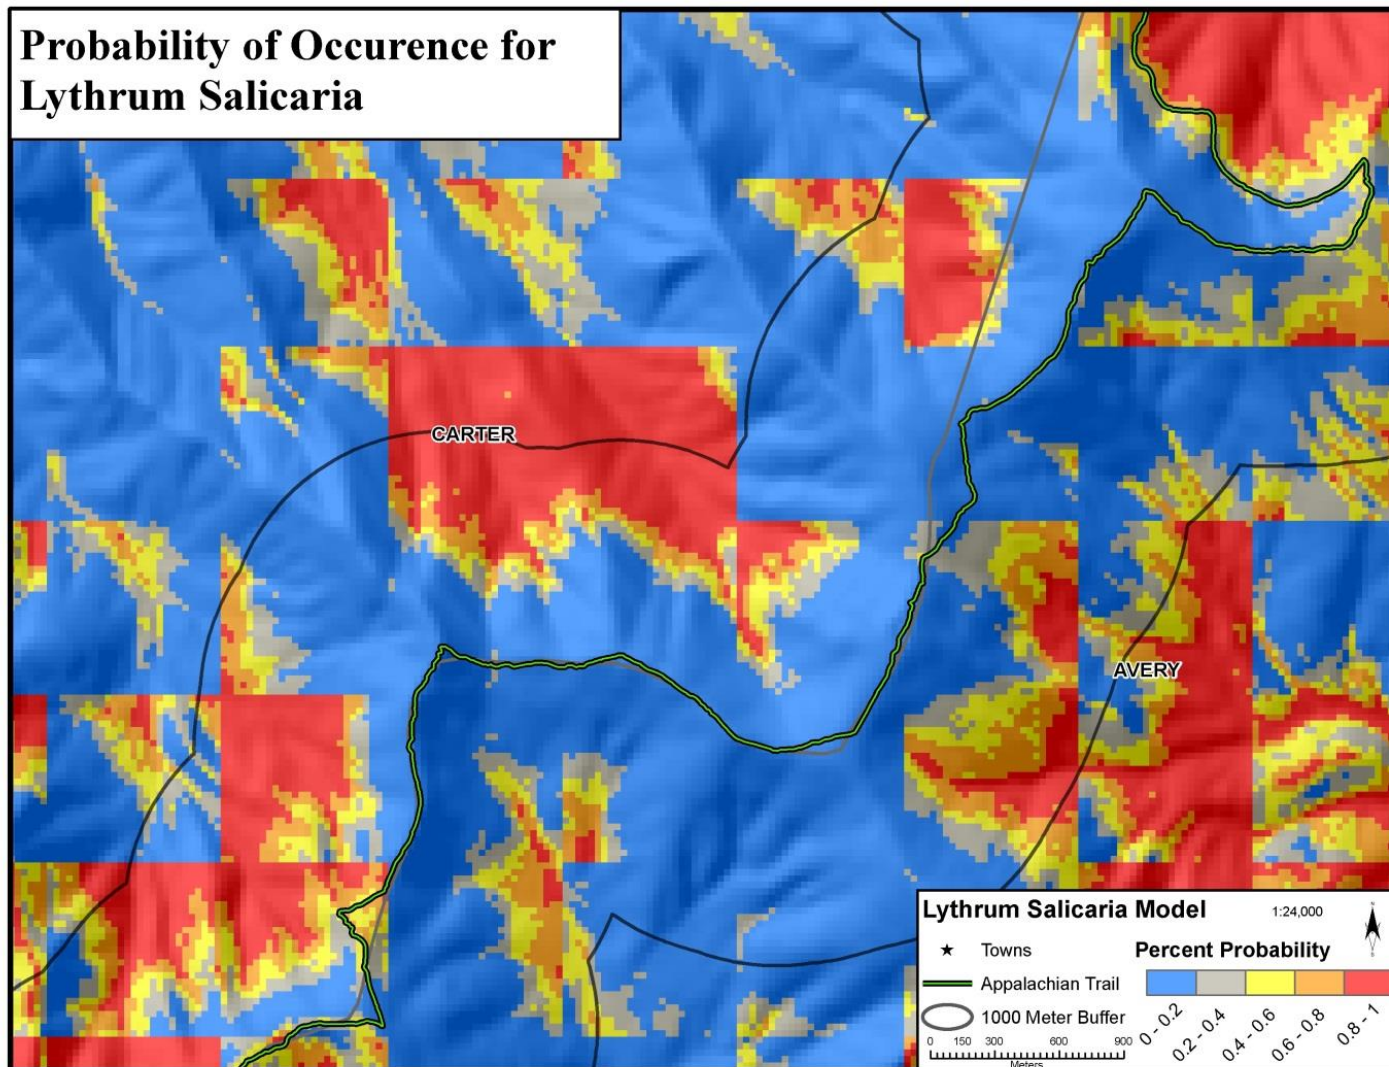 Probability of Occurence for
Lythrum Salicaria
CARTER
AVERY
Lythrum Salicaria Model 1:24,000
N
Towns
Percent Probability
Appalachian Trail
1000 Meter Buffer
0 - 0.2 0.2 - 0.4 0.4 - 0.6 0.6 - 0.8 0.8 - 1
0 150 300 600 900
Meters